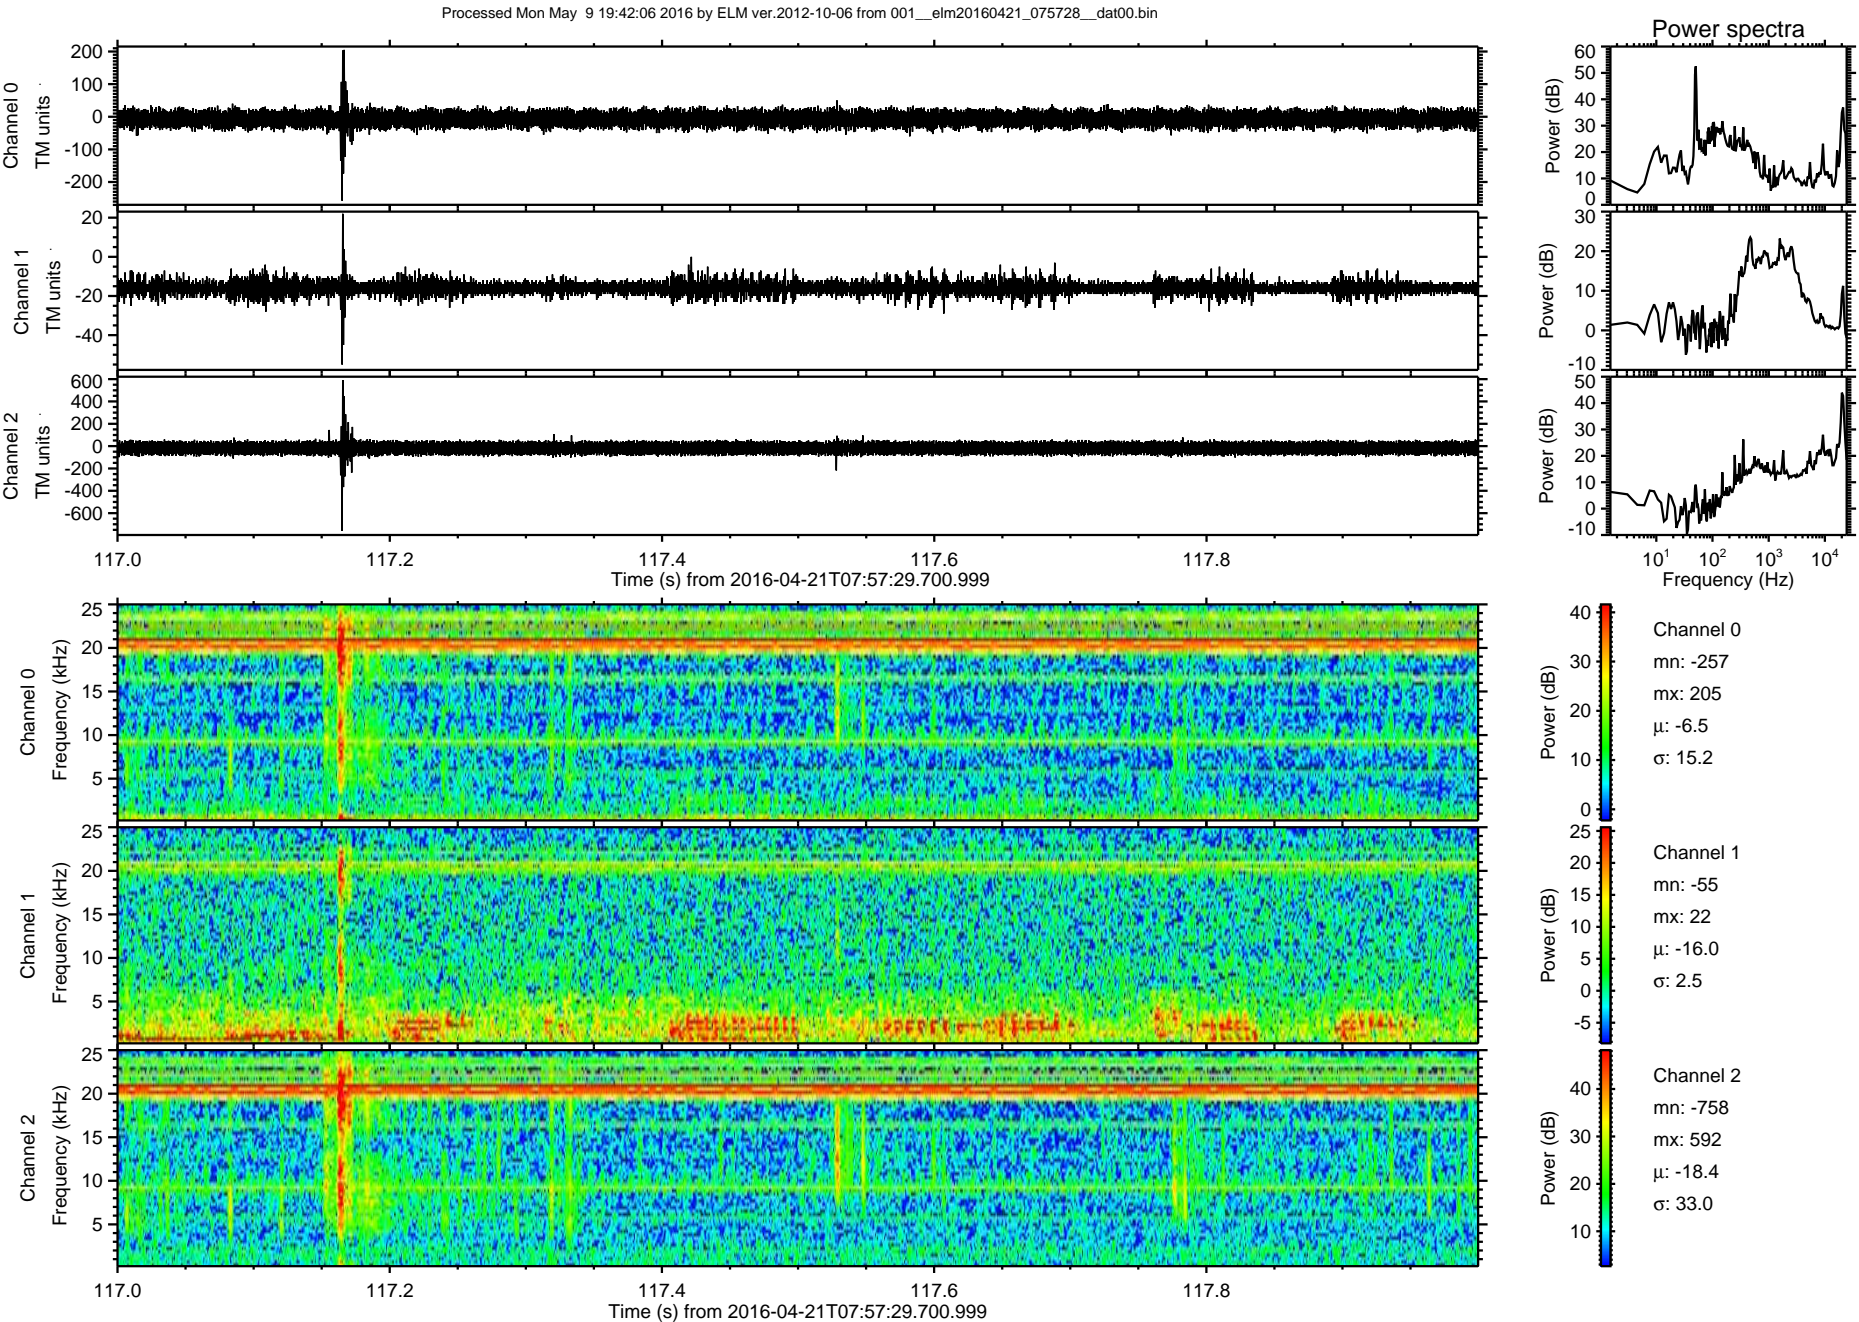 Processed Mon May  9 19:42:06 2016 by ELM ver.2012-10-06 from 001__elm20160421_075728__dat00.bin
Power spectra
Channel 0
TM units
200
100
0
-100
-200
Power (dB)
60
50
40
30
20
10
0
Channel 1
TM units
20
0
-20
-40
Power (dB)
30
20
10
0
-10
Channel 2
TM units
600
400
200
0
-200
-400
-600
Power (dB)
50
40
30
20
10
0
-10
117.0 117.2 117.4 117.6 117.8
Time (s) from 2016-04-21T07:57:29.700.999
10^1 10^2 10^3 10^4
Frequency (Hz)
Channel 0
Frequency (kHz)
25
20
15
10
5
Power (dB)
40
30
20
10
0
Channel 0
mn: -257
mx: 205
μ: -6.5
σ: 15.2
Channel 1
Frequency (kHz)
25
20
15
10
5
Power (dB)
25
20
15
10
5
0
-5
Channel 1
mn: -55
mx: 22
μ: -16.0
σ: 2.5
Channel 2
Frequency (kHz)
25
20
15
10
5
Power (dB)
40
30
20
10
Channel 2
mn: -758
mx: 592
μ: -18.4
σ: 33.0
117.0 117.2 117.4 117.6 117.8
Time (s) from 2016-04-21T07:57:29.700.999